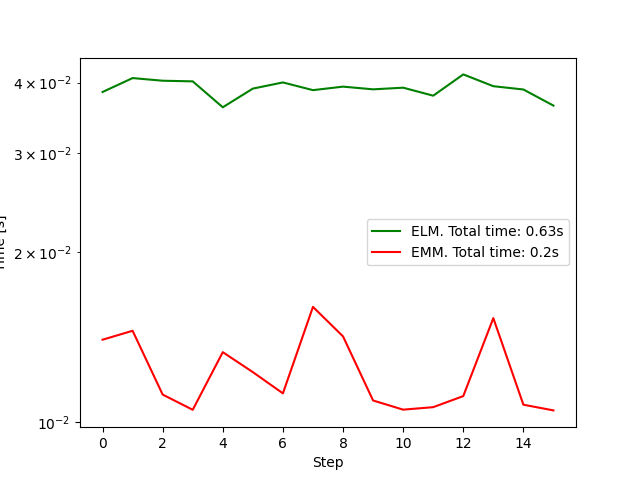 4 × 10⁻²
3 × 10⁻²
2 × 10⁻²
10⁻²
ELM. Total time: 0.63s
EMM. Total time: 0.2s
0 2 4 6 8 10 12 14
Step